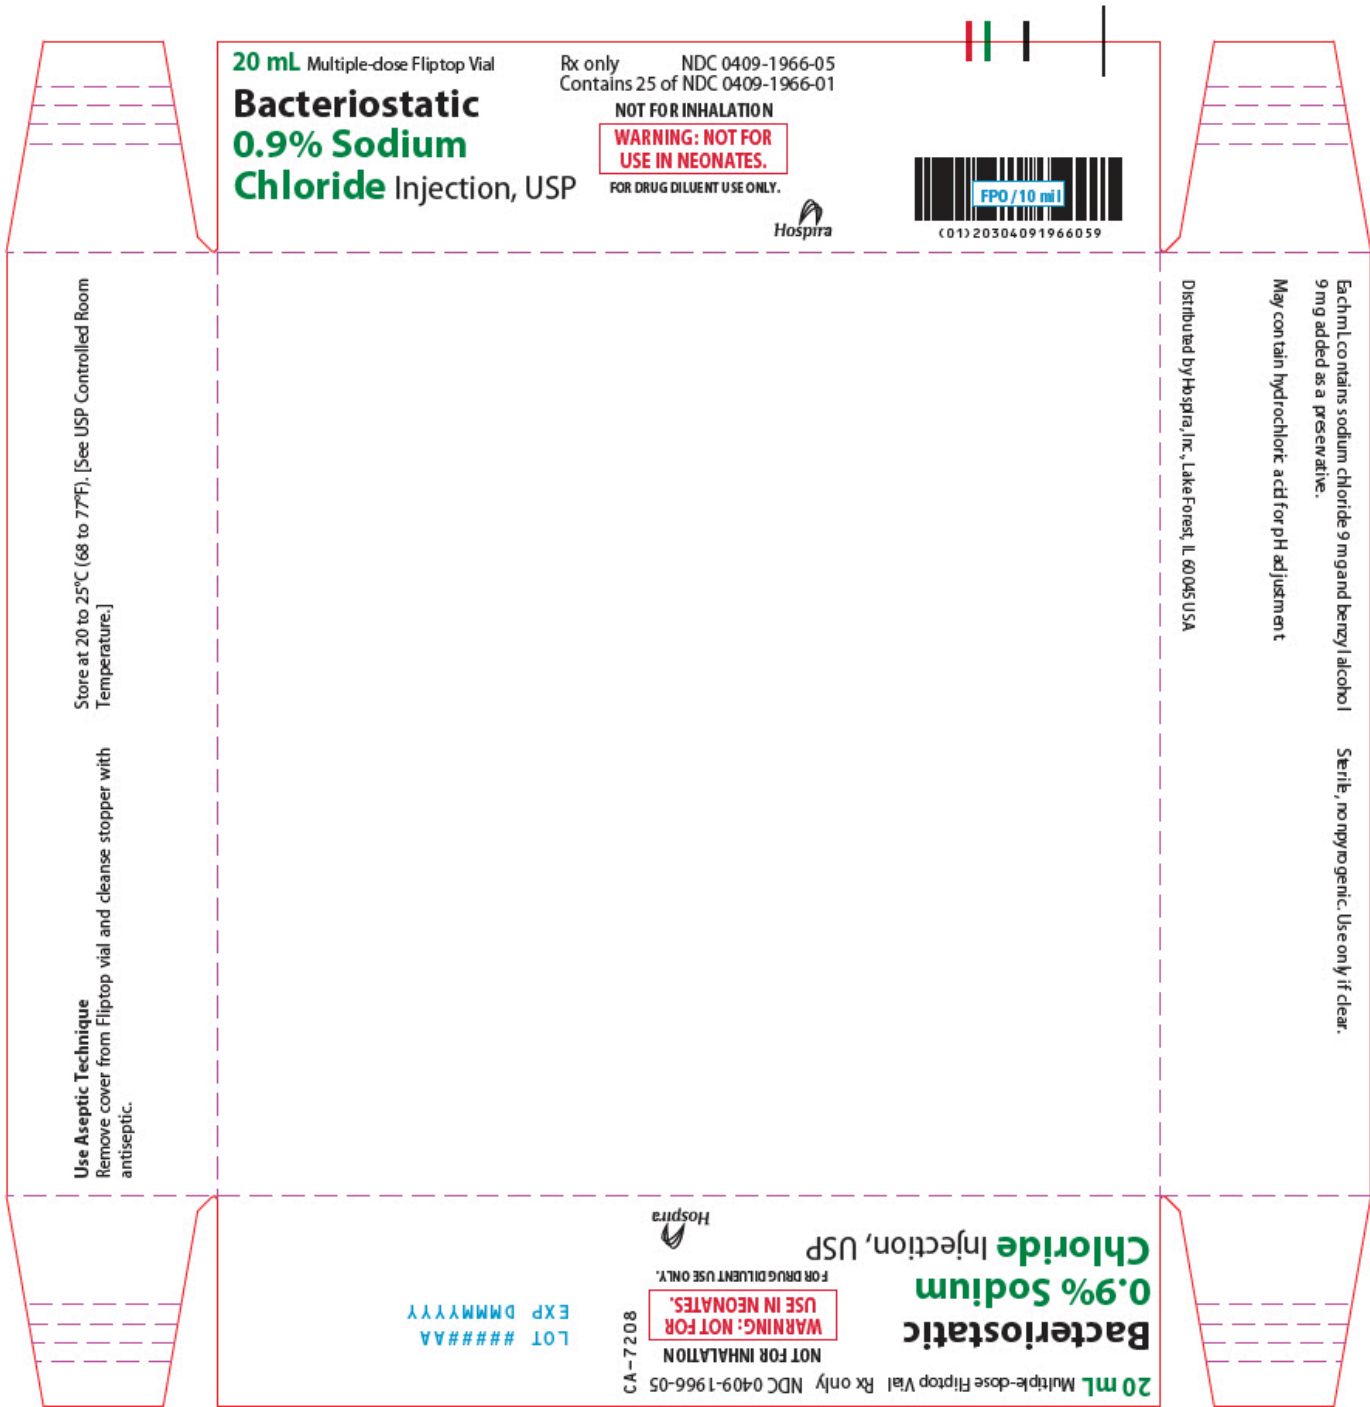 20 mL Multiple-dose Fliptop Vial
Bacteriostatic
0.9% Sodium
Chloride Injection, USP
Rx only NDC 0409-1966-05
Contains 25 of NDC 0409-1966-01
NOT FOR INHALATION
WARNING: NOT FOR
USE IN NEONATES.
FOR DRUG DILUENT USE ONLY.
Hospira
FPO / 10 mil
(01)20304091966059
Store at 20 to 25°C (68 to 77°F). [See USP Controlled Room
Temperature.]
Use Aseptic Technique
Remove cover from Fliptop vial and cleanse stopper with
antiseptic.
Each mL contains sodium chloride 9 mg and benzyl alcohol
9 mg added as a preservative.
May contain hydrochloric acid for pH adjustment
Distributed by Hospira, Inc., Lake Forest, IL 60045 USA
Sterile, nonpyrogenic. Use only if clear.
20 mL Multiple-dose Fliptop Vial Rx only NDC 0409-1966-05
Bacteriostatic
0.9% Sodium
Chloride Injection, USP
NOT FOR INHALATION
WARNING: NOT FOR
USE IN NEONATES.
FOR DRUG DILUENT USE ONLY.
Hospira
CA-7208
LOT ######AA
EXP DMMMYYYY